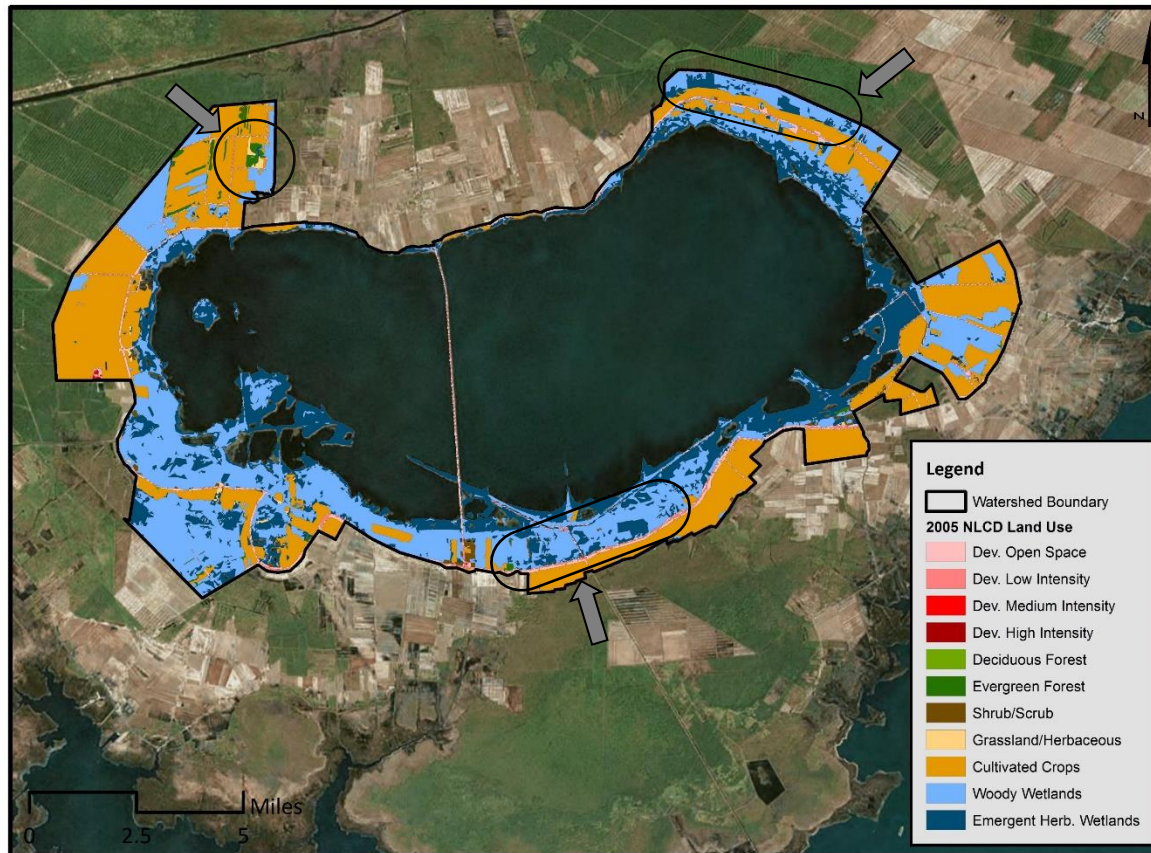 N
Legend
Watershed Boundary
2005 NLCD Land Use
Dev. Open Space
Dev. Low Intensity
Dev. Medium Intensity
Dev. High Intensity
Deciduous Forest
Evergreen Forest
Shrub/Scrub
Grassland/Herbaceous
Cultivated Crops
Woody Wetlands
Emergent Herb. Wetlands
Miles
0 2.5 5